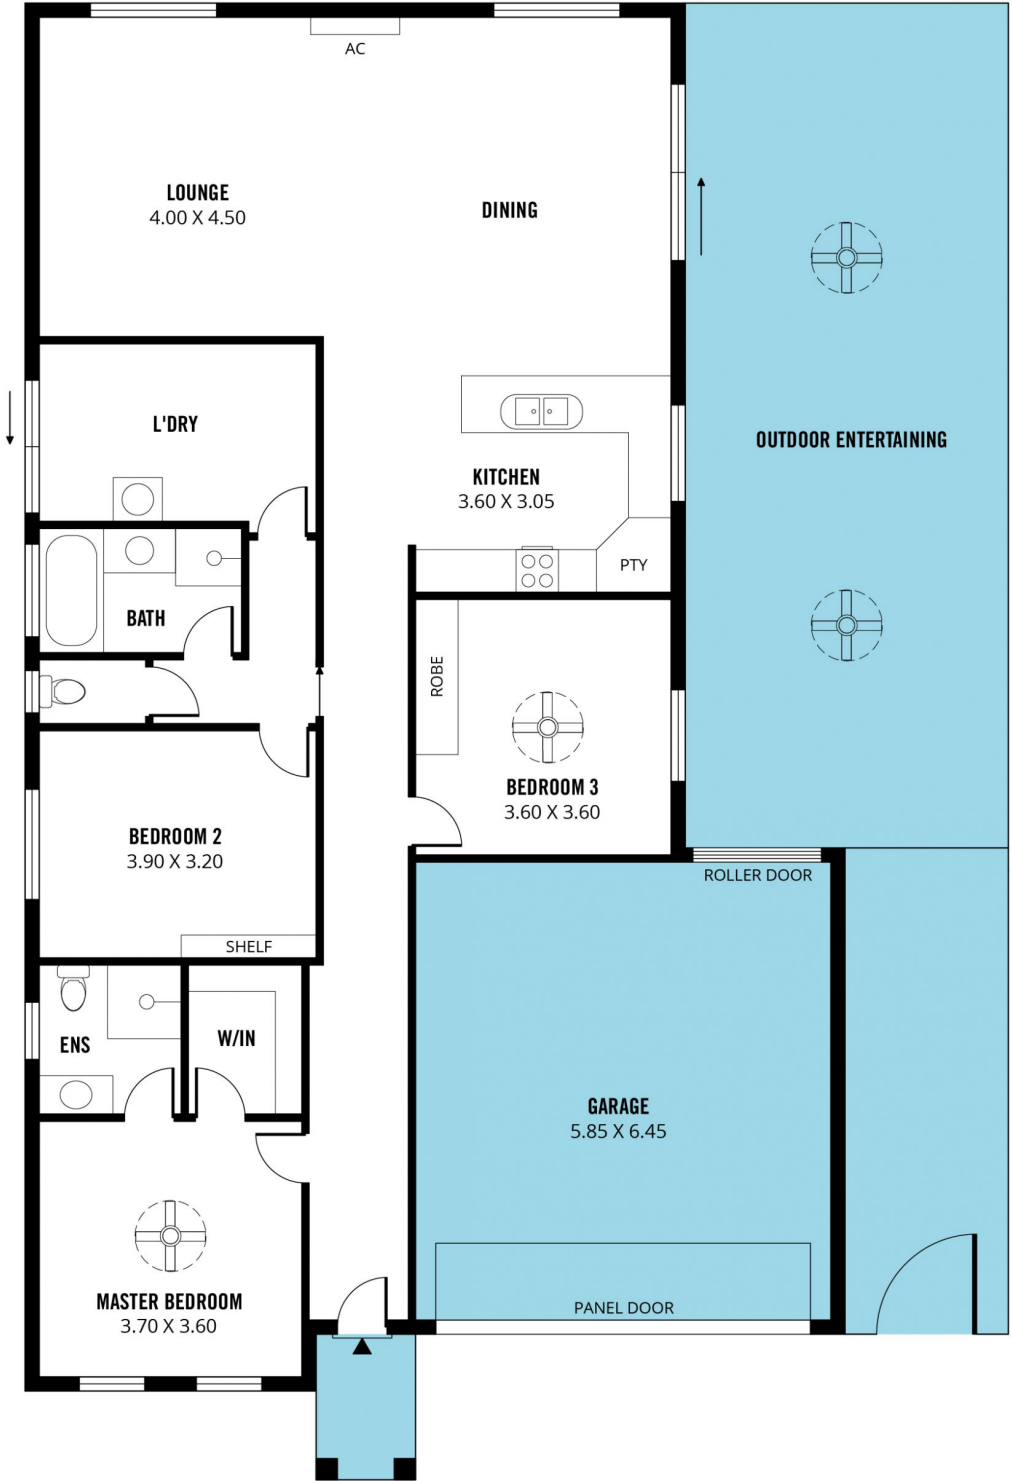 AC
LOUNGE
4.00 X 4.50
DINING
L'DRY
OUTDOOR ENTERTAINING
KITCHEN
3.60 X 3.05
PTY
BATH
ROBE
BEDROOM 3
3.60 X 3.60
BEDROOM 2
3.90 X 3.20
ROLLER DOOR
SHELF
ENS
W/IN
GARAGE
5.85 X 6.45
MASTER BEDROOM
3.70 X 3.60
PANEL DOOR